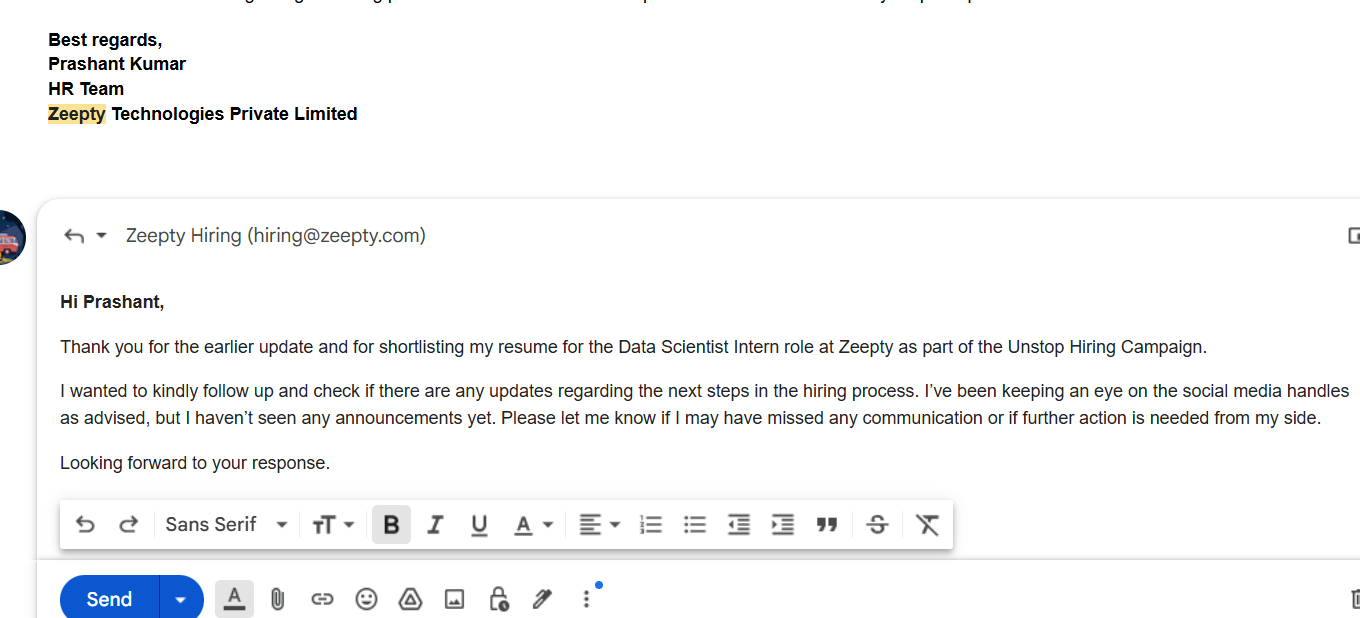 Best regards,
Prashant Kumar
HR Team
Zeepty Technologies Private Limited
Zeepty Hiring (hiring@zeepty.com)
Hi Prashant,
Thank you for the earlier update and for shortlisting my resume for the Data Scientist Intern role at Zeepty as part of the Unstop Hiring Campaign.
I wanted to kindly follow up and check if there are any updates regarding the next steps in the hiring process. I’ve been keeping an eye on the social media handles
as advised, but I haven’t seen any announcements yet. Please let me know if I may have missed any communication or if further action is needed from my side.
Looking forward to your response.
Sans Serif
Send